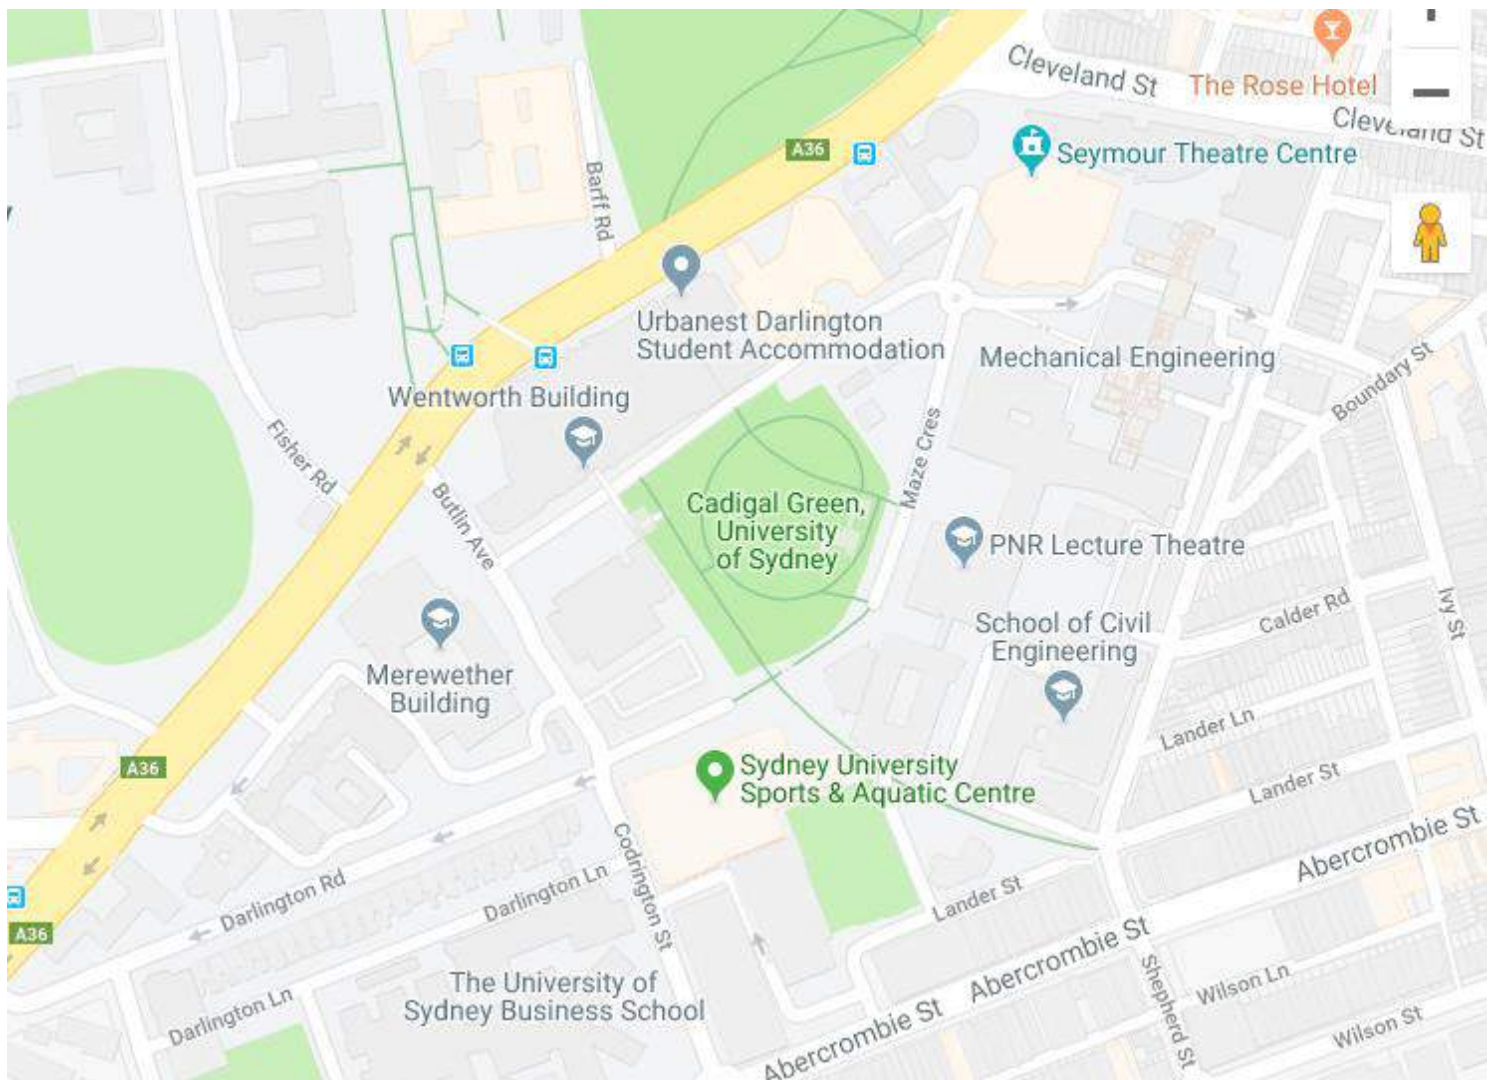 Cleveland St
The Rose Hotel
Cleveland St
A36
Seymour Theatre Centre
Barff Rd
Urbanest Darlington
Student Accommodation
Mechanical Engineering
Boundary St
Wentworth Building
Fisher Rd
Maze Cres
Butlin Ave
Cadigal Green,
University
of Sydney
PNR Lecture Theatre
Ivy St
Calder Rd
School of Civil
Engineering
Merewether
Building
Lander Ln
A36
Sydney University
Sports & Aquatic Centre
Lander St
Abercrombie St
Codrington St
Darlington Rd
Darlington Ln
Lander St
A36
Abercrombie St
The University of
Sydney Business School
Shepherd St
Wilson Ln
Darlington Ln
Abercrombie St
Wilson St